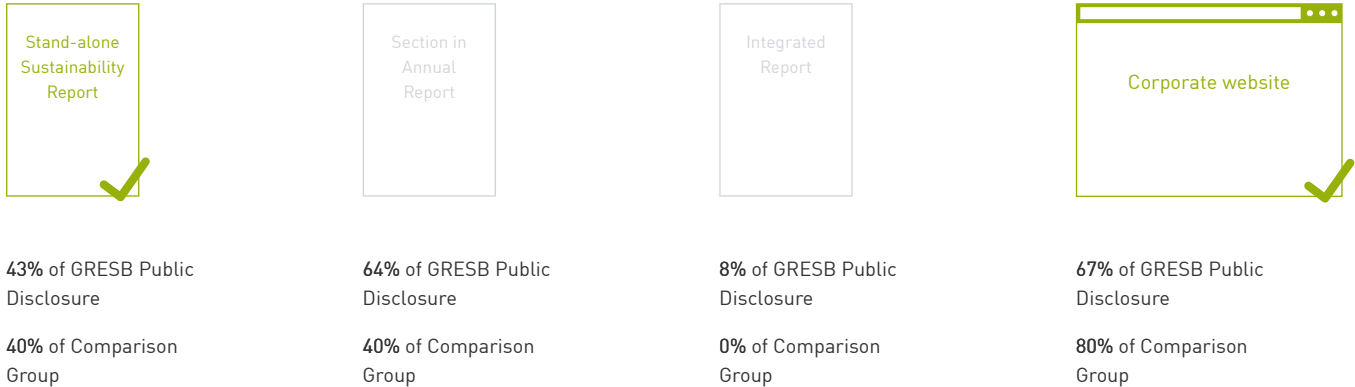 Stand-alone
Sustainability
Report
Section in
Annual
Report
Integrated
Report
Corporate website
43% of GRESB Public
Disclosure
40% of Comparison
Group
64% of GRESB Public
Disclosure
40% of Comparison
Group
8% of GRESB Public
Disclosure
0% of Comparison
Group
67% of GRESB Public
Disclosure
80% of Comparison
Group